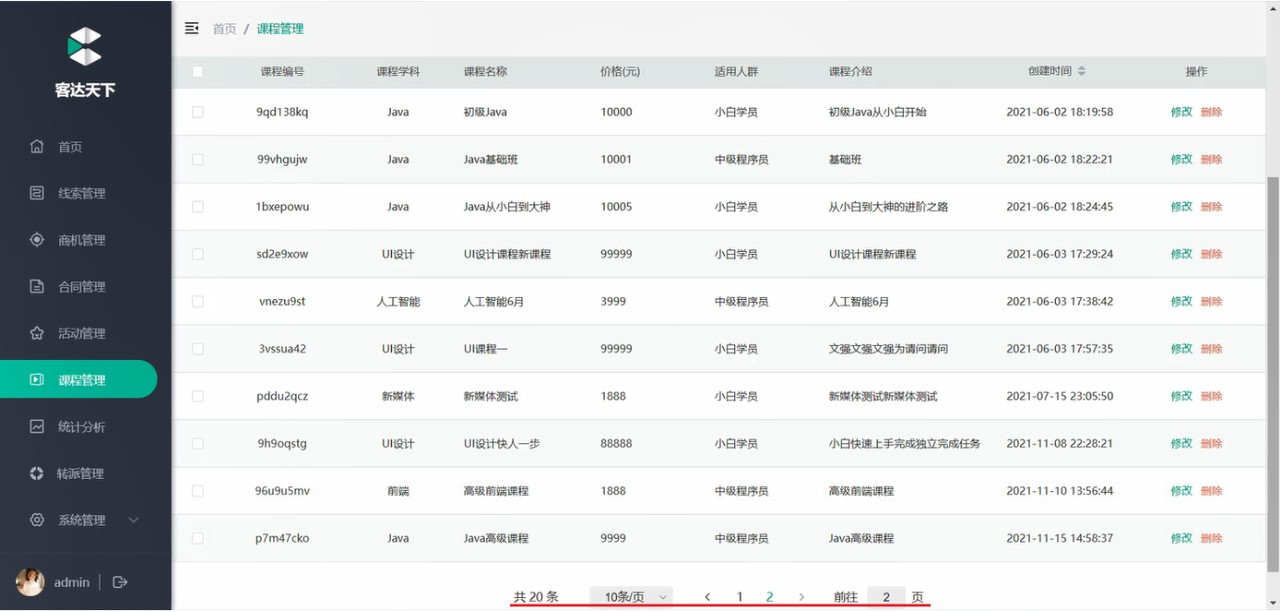 首页 / 课程管理
客达天下
首页
线索管理
商机管理
合同管理
活动管理
课程管理
统计分析
转派管理
系统管理
admin
课程编号 课程学科 课程名称 价格(元) 适用人群 课程介绍 创建时间 操作
9qd138kq Java 初级Java 10000 小白学员 初级Java从小白开始 2021-06-02 18:19:58 修改 删除
99vhgujw Java Java基础班 10001 中级程序员 基础班 2021-06-02 18:22:21 修改 删除
1bxepowu Java Java从小白到大神 10005 小白学员 从小白到大神的进阶之路 2021-06-02 18:24:45 修改 删除
sd2e9xow UI设计 UI设计课程新课程 99999 小白学员 UI设计课程新课程 2021-06-03 17:29:24 修改 删除
vnezu9st 人工智能 人工智能6月 3999 中级程序员 人工智能6月 2021-06-03 17:38:42 修改 删除
3vssua42 UI设计 UI课程一 99999 小白学员 文强文强文强为请问请问 2021-06-03 17:57:35 修改 删除
pddu2qcz 新媒体 新媒体测试 1888 小白学员 新媒体测试新媒体测试 2021-07-15 23:05:50 修改 删除
9h9oqstg UI设计 UI设计快人一步 88888 小白学员 小白快速上手完成独立完成任务 2021-11-08 22:28:21 修改 删除
96u9u5mv 前端 高级前端课程 1888 中级程序员 高级前端课程 2021-11-10 13:56:44 修改 删除
p7m47cko Java Java高级课程 9999 中级程序员 Java高级课程 2021-11-15 14:58:37 修改 删除
共 20 条 10条/页 1 2 前往 2 页